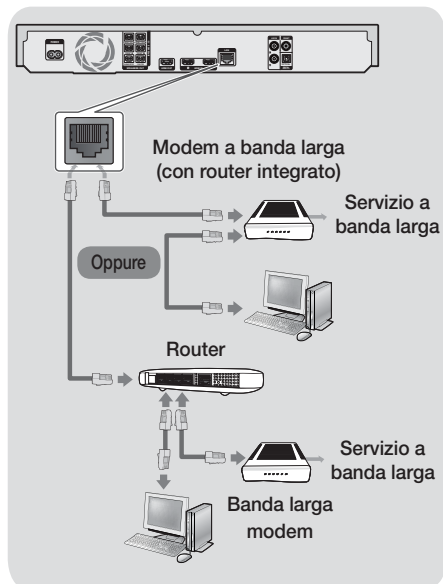 Modem a banda larga
(con router integrato)
Servizio a
banda larga
Oppure
Router
Servizio a
banda larga
Banda larga
modem